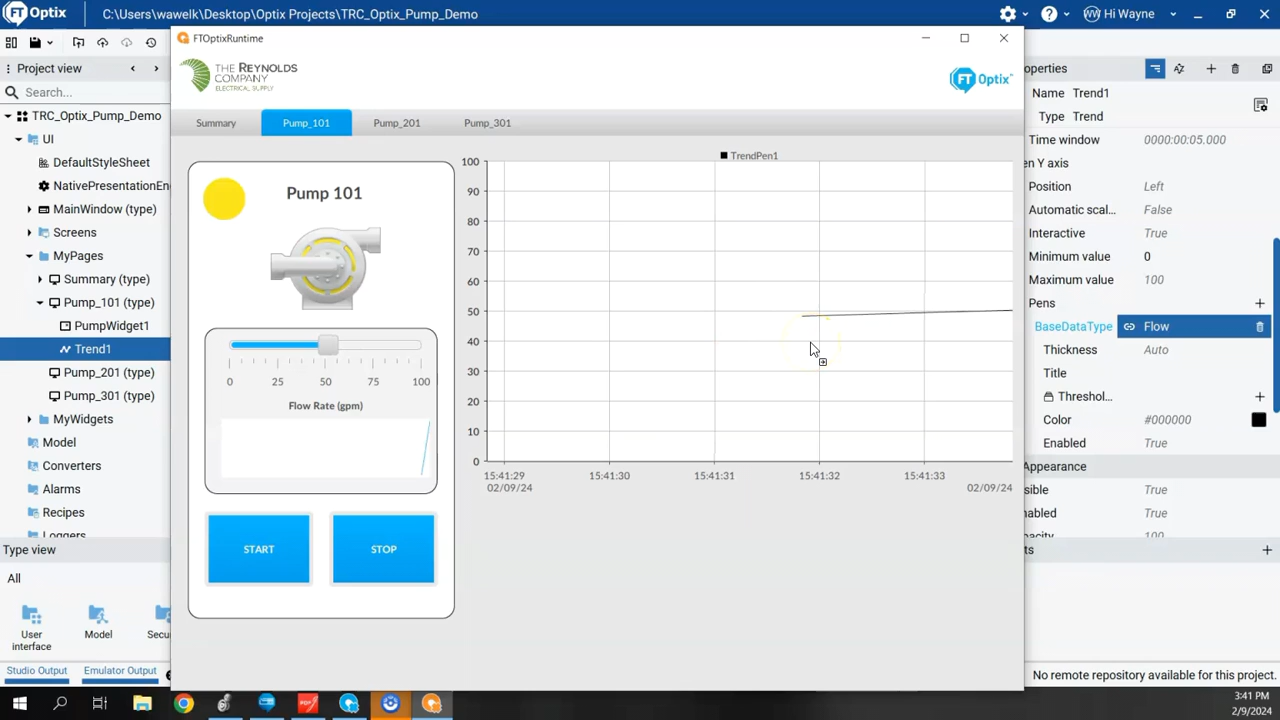 FTOptix
C:\Users\wawelk\Desktop\Optix Projects\TRC_Optix_Pump_Demo
WW
Hi Wayne
Project view
Search...
TRC_Optix_Pump_Demo
UI
DefaultStyleSheet
NativePresentationEn
MainWindow (type)
Screens
MyPages
Summary (type)
Pump_101 (type)
PumpWidget1
Trend1
Pump_201 (type)
Pump_301 (type)
MyWidgets
Model
Converters
Alarms
Recipes
Loggers
Type view
All
User
interface
Model
Secu
Studio Output
Emulator Output
FTOptixRuntime
THE REYNOLDS
COMPANY
ELECTRICAL SUPPLY
FT Optix™
Summary
Pump_101
Pump_201
Pump_301
Pump 101
0
25
50
75
100
Flow Rate (gpm)
START
STOP
TrendPen1
100
90
80
70
60
50
40
30
20
10
0
15:41:29
02/09/24
15:41:30
15:41:31
15:41:32
15:41:33
02/09/24
operties
Name Trend1
Type Trend
Time window 0000:00:05.000
en Y axis
Position Left
Automatic scal... False
Interactive True
Minimum value 0
Maximum value 100
Pens
BaseDataType Flow
Thickness Auto
Title
Threshol...
Color #000000
Enabled True
Appearance
sible True
nabled True
pacity 100
ts
No remote repository available for this project.
3:41 PM
2/9/2024